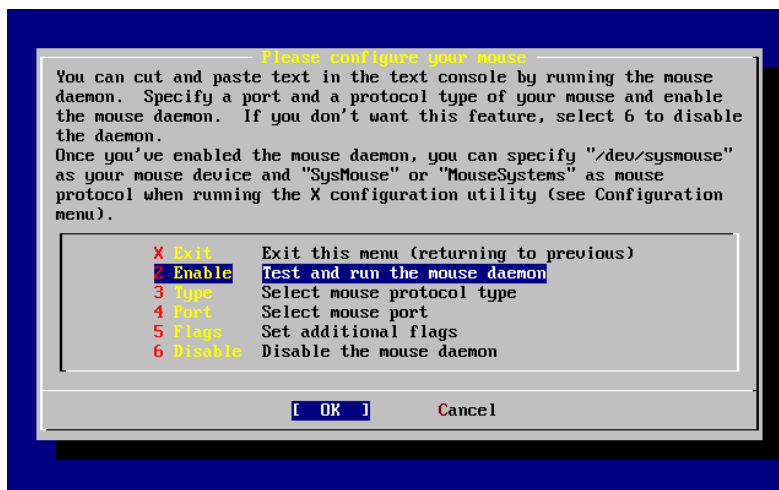 Please configure your mouse
You can cut and paste text in the text console by running the mouse
daemon.  Specify a port and a protocol type of your mouse and enable
the mouse daemon.  If you don't want this feature, select 6 to disable
the daemon.
Once you've enabled the mouse daemon, you can specify "/dev/sysmouse"
as your mouse device and "SysMouse" or "MouseSystems" as mouse
protocol when running the X configuration utility (see Configuration
menu).
X Exit Exit this menu (returning to previous)
2 Enable Test and run the mouse daemon
3 Type Select mouse protocol type
4 Port Select mouse port
5 Flags Set additional flags
6 Disable Disable the mouse daemon
[ OK ] Cancel